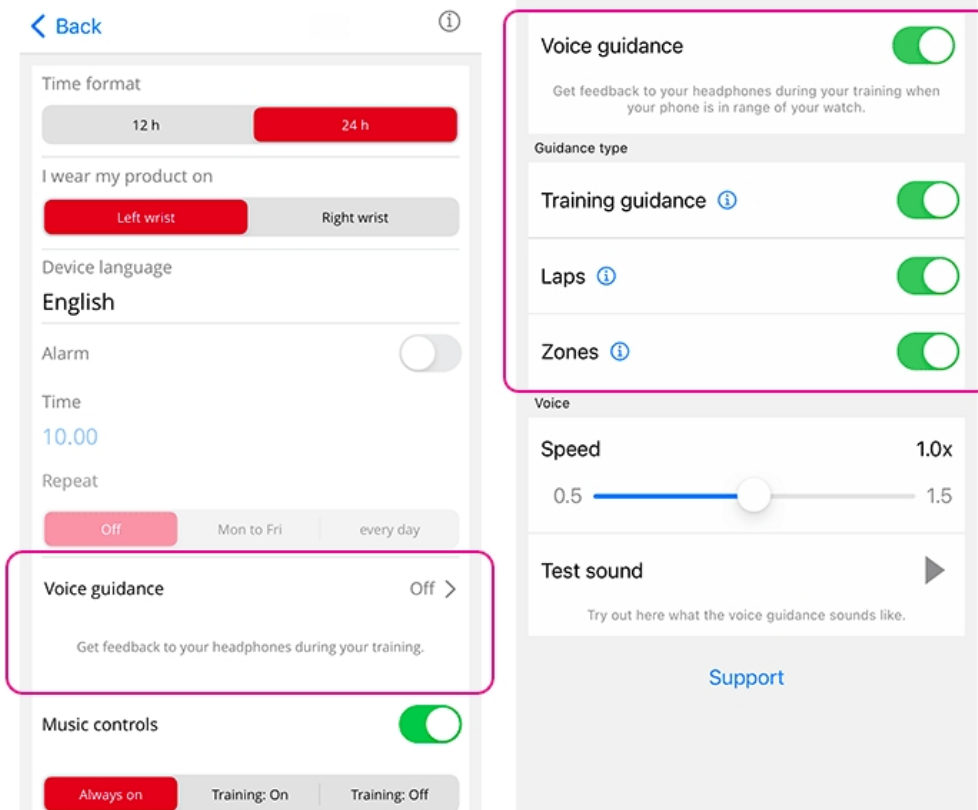 Back
Time format
12 h
24 h
I wear my product on
Left wrist
Right wrist
Device language
English
Alarm
Time
10.00
Repeat
Off
Mon to Fri
every day
Voice guidance
Off
Get feedback to your headphones during your training.
Music controls
Always on
Training: On
Training: Off
Voice guidance
Get feedback to your headphones during your training when
your phone is in range of your watch.
Guidance type
Training guidance
Laps
Zones
Voice
Speed
1.0x
0.5
1.5
Test sound
Try out here what the voice guidance sounds like.
Support